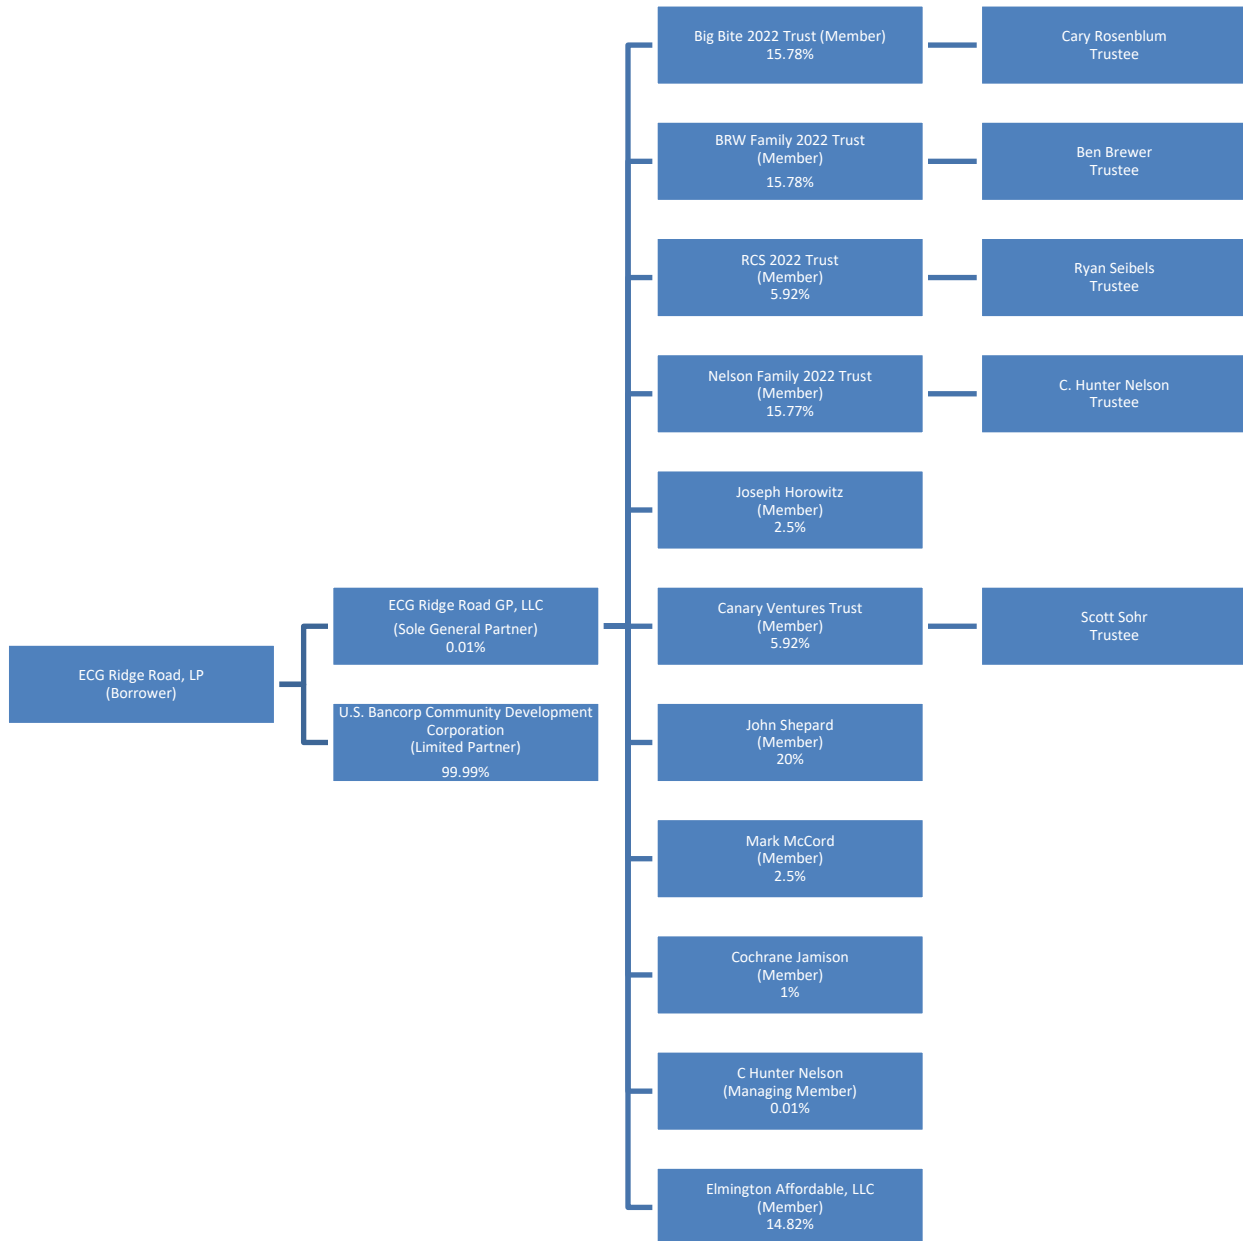 Big Bite 2022 Trust (Member)
15.78%
Cary Rosenblum
Trustee
BRW Family 2022 Trust
(Member)
15.78%
Ben Brewer
Trustee
RCS 2022 Trust
(Member)
5.92%
Ryan Seibels
Trustee
Nelson Family 2022 Trust
(Member)
15.77%
C. Hunter Nelson
Trustee
Joseph Horowitz
(Member)
2.5%
ECG Ridge Road, LP
(Borrower)
ECG Ridge Road GP, LLC
(Sole General Partner)
0.01%
U.S. Bancorp Community Development
Corporation
(Limited Partner)
99.99%
Canary Ventures Trust
(Member)
5.92%
Scott Sohr
Trustee
John Shepard
(Member)
20%
Mark McCord
(Member)
2.5%
Cochrane Jamison
(Member)
1%
C Hunter Nelson
(Managing Member)
0.01%
Elmington Affordable, LLC
(Member)
14.82%